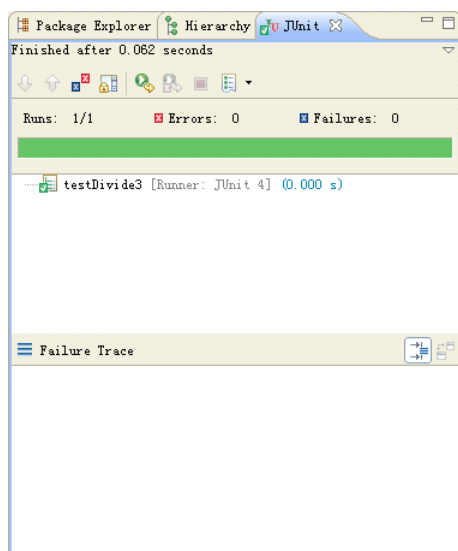 Package Explorer Hierarchy JUnit
Finished after 0.062 seconds
Runs: 1/1 Errors: 0 Failures: 0
testDivide3 [Runner: JUnit 4] (0.000 s)
Failure Trace